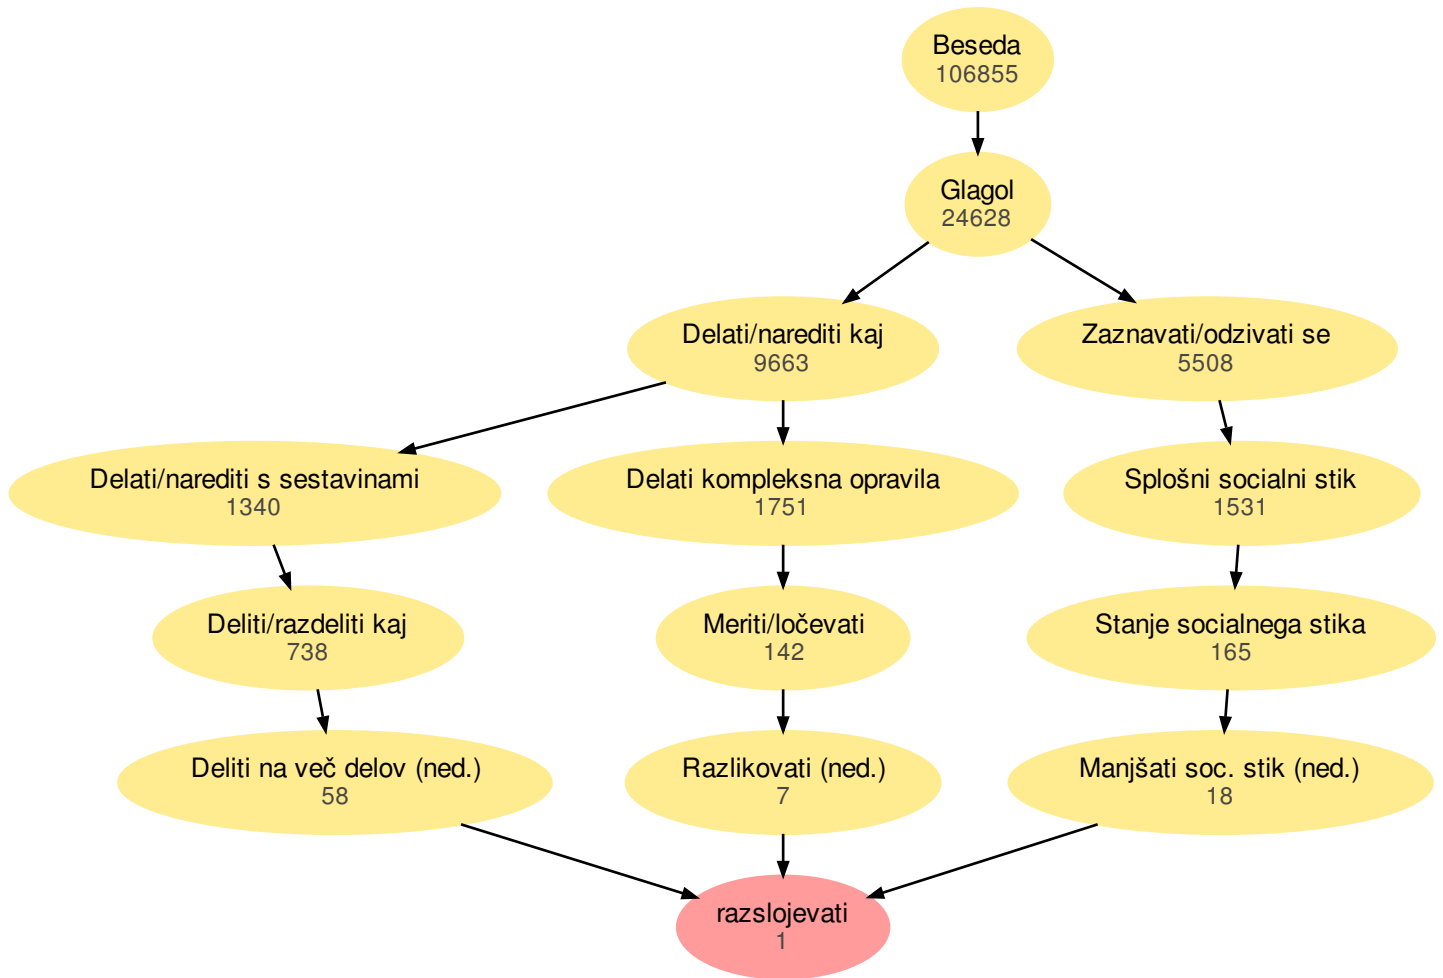 Beseda
106855
Glagol
24628
Delati/narediti kaj
9663
Zaznavati/odzivati se
5508
Delati/narediti s sestavinami
1340
Delati kompleksna opravila
1751
Splošni socialni stik
1531
Deliti/razdeliti kaj
738
Meriti/ločevati
142
Stanje socialnega stika
165
Deliti na več delov (ned.)
58
Razlikovati (ned.)
7
Manjšati soc. stik (ned.)
18
razslojevati
1